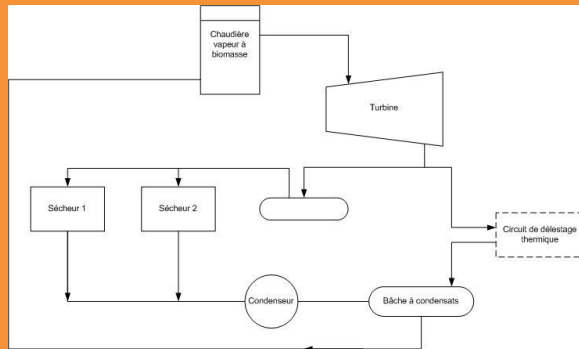 Chaudière
vapeur à
biomasse
Turbine
Sécheur 1
Sécheur 2
Circuit de délestage
thermique
Condenseur
Bâche à condensats